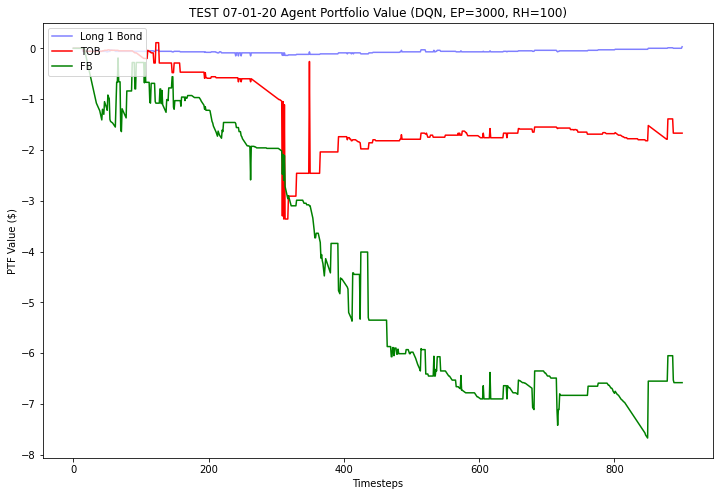 TEST 07-01-20 Agent Portfolio Value (DQN, EP=3000, RH=100)
Long 1 Bond
TOB
FB
PTF Value ($)
0
−1
−2
−3
−4
−5
−6
−7
−8
0 200 400 600 800
Timesteps